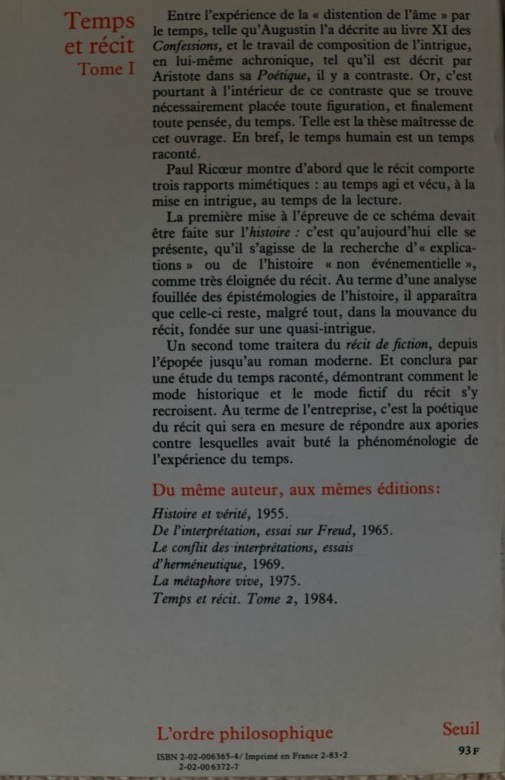 Temps
et récit
Tome I
Entre l'expérience de la « distention de l'âme » par
le temps, telle qu'Augustin l'a décrite au livre XI des
Confessions, et le travail de composition de l'intrigue,
en lui-même achronique, tel qu'il est décrit par
Aristote dans sa Poétique, il y a contraste. Or, c'est
pourtant à l'intérieur de ce contraste que se trouve
nécessairement placée toute figuration, et finalement
toute pensée, du temps. Telle est la thèse maîtresse de
cet ouvrage. En bref, le temps humain est un temps
raconté.
Paul Ricœur montre d'abord que le récit comporte
trois rapports mimétiques : au temps agi et vécu, à la
mise en intrigue, au temps de la lecture.
La première mise à l'épreuve de ce schéma devait
être faite sur l'histoire : c'est qu'aujourd'hui elle se
présente, qu'il s'agisse de la recherche d'« explica-
tions » ou de l'histoire « non événementielle »,
comme très éloignée du récit. Au terme d'une analyse
fouillée des épistémologies de l'histoire, il apparaîtra
que celle-ci reste, malgré tout, dans la mouvance du
récit, fondée sur une quasi-intrigue.
Un second tome traitera du récit de fiction, depuis
l'épopée jusqu'au roman moderne. Et conclura par
une étude du temps raconté, démontrant comment le
mode historique et le mode fictif du récit s'y
recroisent. Au terme de l'entreprise, c'est la poétique
du récit qui sera en mesure de répondre aux apories
contre lesquelles avait buté la phénoménologie de
l'expérience du temps.
Du même auteur, aux mêmes éditions :
Histoire et vérité, 1955.
De l'interprétation, essai sur Freud, 1965.
Le conflit des interprétations, essais
d'herméneutique, 1969.
La métaphore vive, 1975.
Temps et récit. Tome 2, 1984.
L'ordre philosophique
Seuil
ISBN 2-02-006365-4/ Imprimé en France 2-83-2
2-02-006372-7
93 F